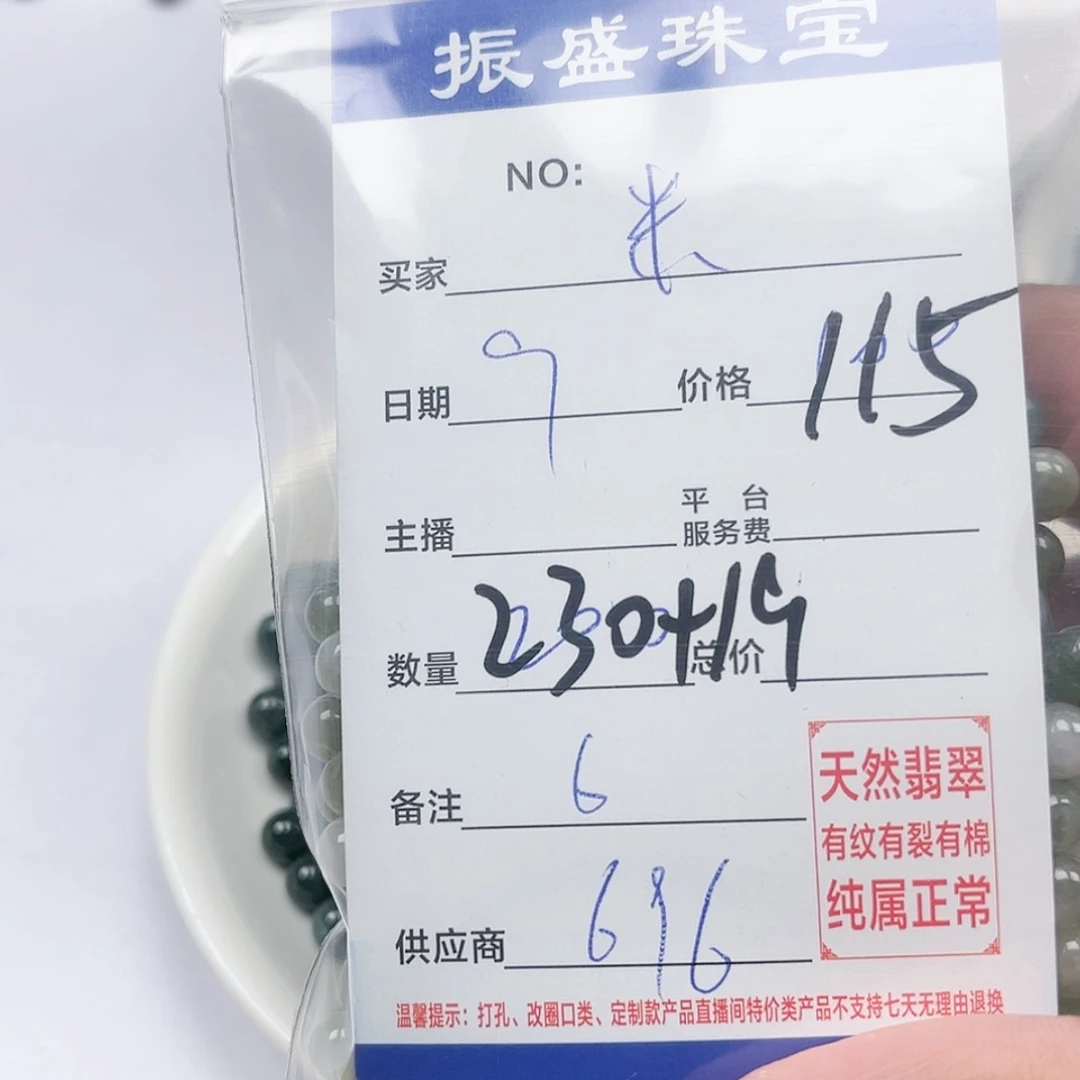 振盛珠宝
NO:
买家 米
日期 9 价格 115
主播 平台服务费
数量 230+19 总价
备注 6
供应商 696
天然翡翠
有纹有裂有棉
纯属正常
温馨提示：打孔、改圈口类、定制款产品直播间特价类产品不支持七天无理由退换